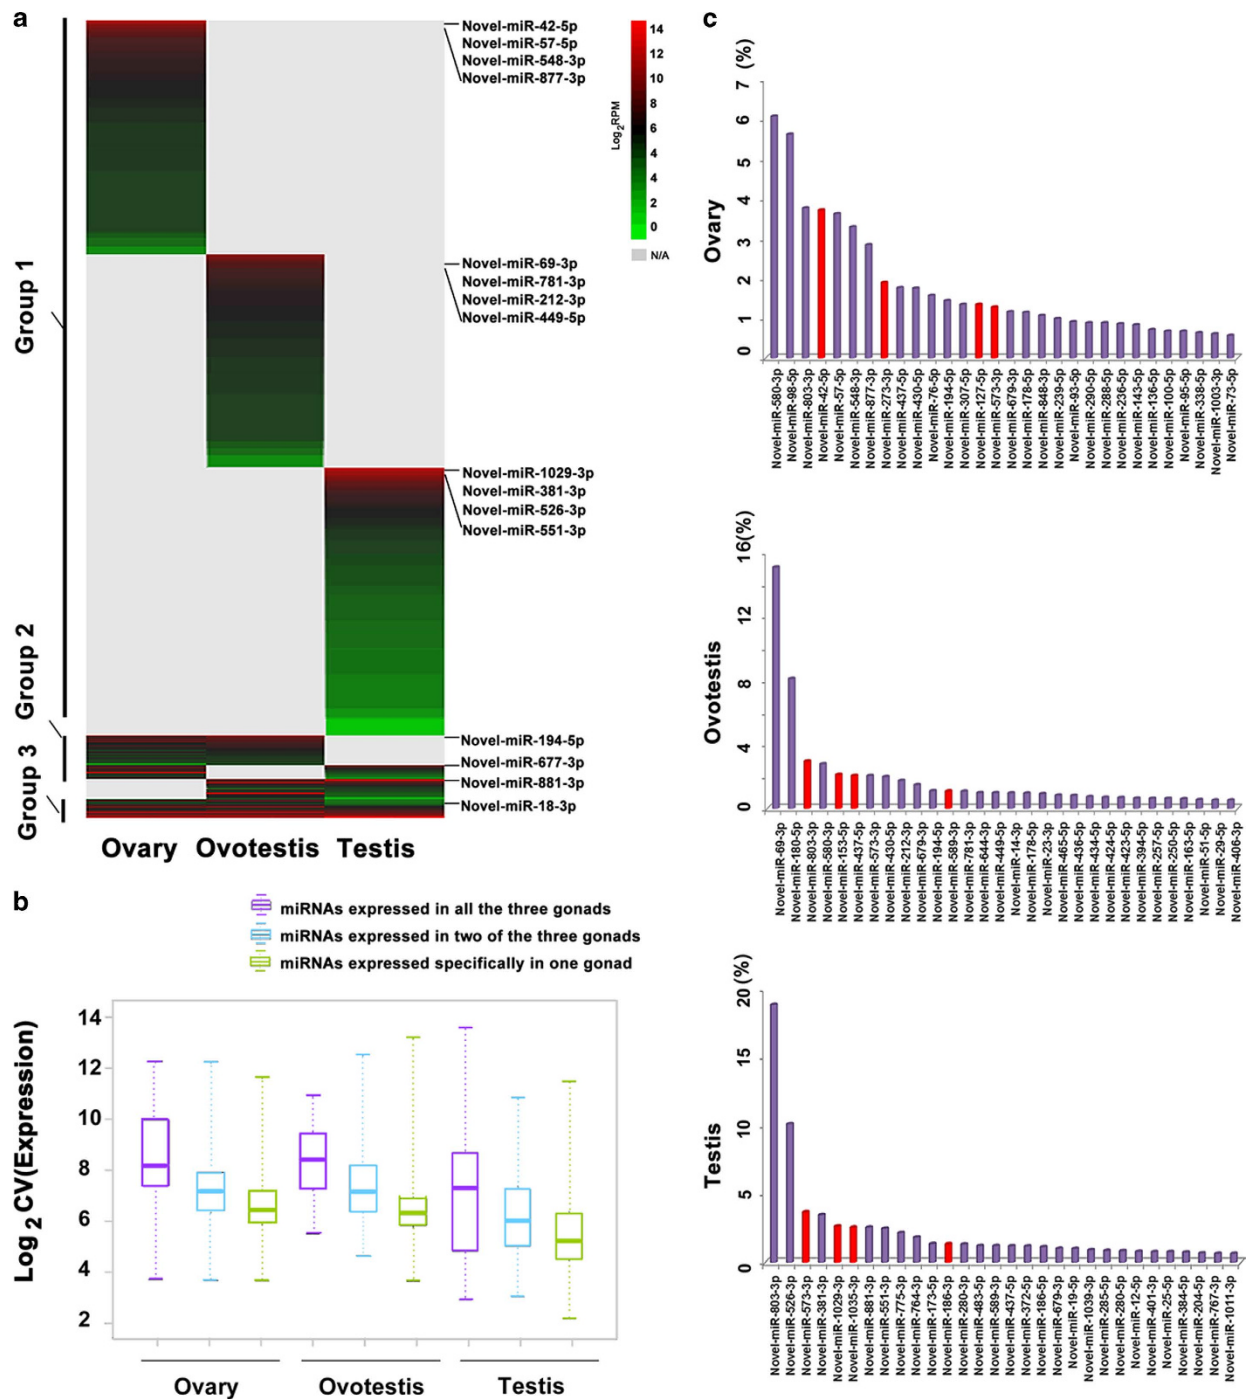 a
Group 1
Group 2
Group 3
Novel-miR-42-5p
Novel-miR-57-5p
Novel-miR-548-3p
Novel-miR-877-3p
Novel-miR-69-3p
Novel-miR-781-3p
Novel-miR-212-3p
Novel-miR-449-5p
Novel-miR-1029-3p
Novel-miR-381-3p
Novel-miR-526-3p
Novel-miR-551-3p
Novel-miR-194-5p
Novel-miR-677-3p
Novel-miR-881-3p
Novel-miR-18-3p
Log2RPM
14
12
10
8
6
4
2
0
N/A
Ovary Ovotestis Testis
b
miRNAs expressed in all the three gonads
miRNAs expressed in two of the three gonads
miRNAs expressed specifically in one gonad
Log 2 CV(Expression)
14
12
10
8
6
4
2
Ovary Ovotestis Testis
c
(%)
Ovary
7
6
5
4
3
2
1
0
Novel-miR-580-3p
Novel-miR-98-5p
Novel-miR-803-3p
Novel-miR-42-5p
Novel-miR-57-5p
Novel-miR-548-3p
Novel-miR-877-3p
Novel-miR-273-3p
Novel-miR-437-5p
Novel-miR-430-5p
Novel-miR-76-5p
Novel-miR-194-5p
Novel-miR-307-5p
Novel-miR-127-5p
Novel-miR-573-3p
Novel-miR-679-3p
Novel-miR-178-5p
Novel-miR-848-3p
Novel-miR-239-5p
Novel-miR-93-5p
Novel-miR-290-5p
Novel-miR-288-5p
Novel-miR-236-5p
Novel-miR-143-5p
Novel-miR-136-5p
Novel-miR-100-5p
Novel-miR-95-5p
Novel-miR-338-5p
Novel-miR-1003-3p
Novel-miR-73-5p
(%)
Ovotestis
16
12
8
4
0
Novel-miR-69-3p
Novel-miR-180-5p
Novel-miR-803-3p
Novel-miR-580-3p
Novel-miR-153-5p
Novel-miR-437-5p
Novel-miR-573-3p
Novel-miR-430-5p
Novel-miR-212-3p
Novel-miR-679-3p
Novel-miR-194-5p
Novel-miR-589-3p
Novel-miR-781-3p
Novel-miR-644-3p
Novel-miR-449-5p
Novel-miR-14-3p
Novel-miR-178-5p
Novel-miR-23-3p
Novel-miR-465-5p
Novel-miR-436-5p
Novel-miR-434-5p
Novel-miR-424-5p
Novel-miR-423-5p
Novel-miR-394-5p
Novel-miR-257-5p
Novel-miR-250-5p
Novel-miR-163-5p
Novel-miR-51-5p
Novel-miR-29-5p
Novel-miR-406-3p
(%)
Testis
20
15
10
5
0
Novel-miR-803-3p
Novel-miR-526-3p
Novel-miR-573-3p
Novel-miR-381-3p
Novel-miR-1029-3p
Novel-miR-1035-3p
Novel-miR-881-3p
Novel-miR-551-3p
Novel-miR-775-3p
Novel-miR-764-3p
Novel-miR-173-5p
Novel-miR-186-3p
Novel-miR-280-3p
Novel-miR-483-5p
Novel-miR-589-3p
Novel-miR-437-5p
Novel-miR-372-5p
Novel-miR-186-5p
Novel-miR-679-3p
Novel-miR-19-5p
Novel-miR-1039-3p
Novel-miR-285-5p
Novel-miR-280-5p
Novel-miR-12-5p
Novel-miR-401-3p
Novel-miR-25-5p
Novel-miR-384-5p
Novel-miR-204-5p
Novel-miR-767-3p
Novel-miR-1011-3p